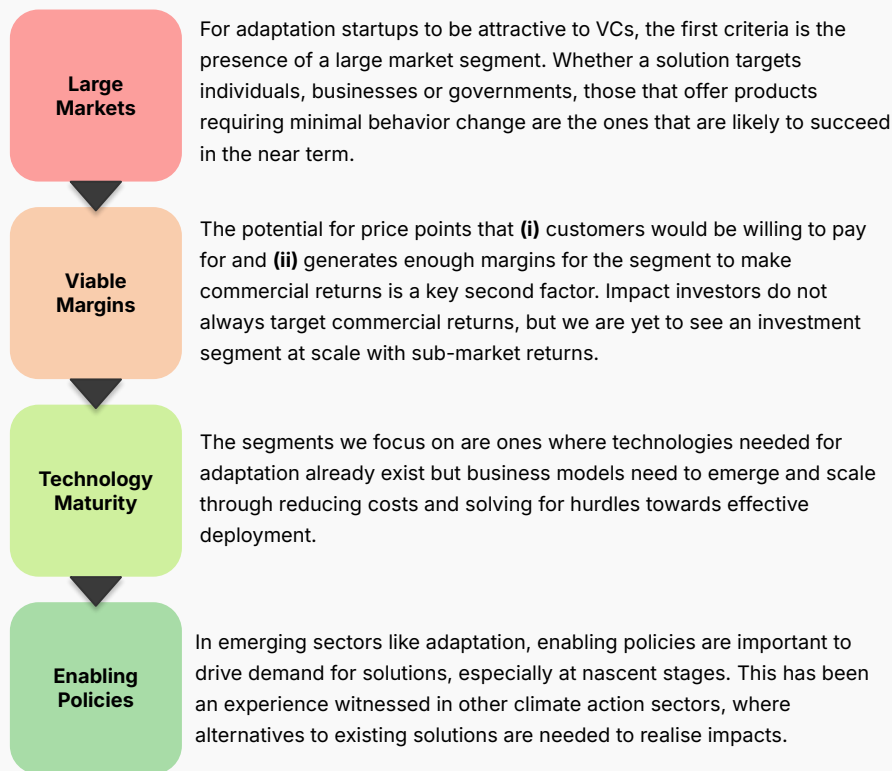 Large
Markets
For adaptation startups to be attractive to VCs, the first criteria is the
presence of a large market segment. Whether a solution targets
individuals, businesses or governments, those that offer products
requiring minimal behavior change are the ones that are likely to succeed
in the near term.
Viable
Margins
The potential for price points that (i) customers would be willing to pay
for and (ii) generates enough margins for the segment to make
commercial returns is a key second factor. Impact investors do not
always target commercial returns, but we are yet to see an investment
segment at scale with sub-market returns.
Technology
Maturity
The segments we focus on are ones where technologies needed for
adaptation already exist but business models need to emerge and scale
through reducing costs and solving for hurdles towards effective
deployment.
Enabling
Policies
In emerging sectors like adaptation, enabling policies are important to
drive demand for solutions, especially at nascent stages. This has been
an experience witnessed in other climate action sectors, where
alternatives to existing solutions are needed to realise impacts.